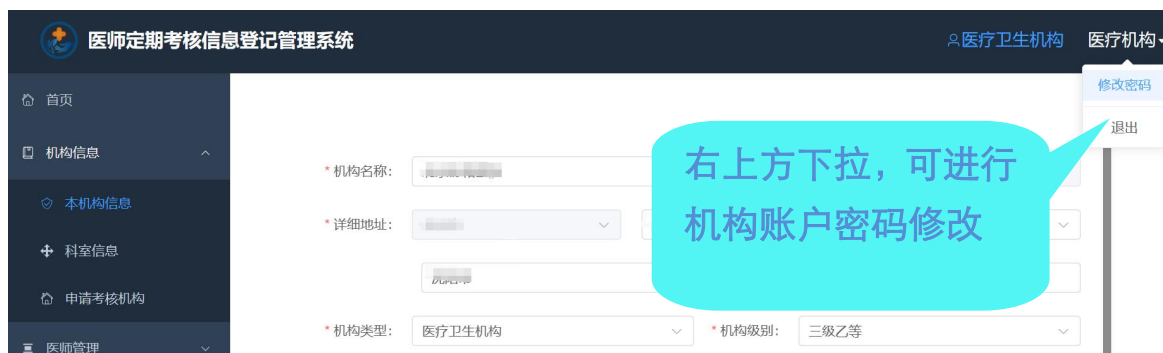 医师定期考核信息登记管理系统
医疗卫生机构 医疗机构
修改密码
退出
首页
机构信息
本机构信息
科室信息
申请考核机构
医师管理
* 机构名称:
* 详细地址:
* 机构类型: 医疗卫生机构 * 机构级别: 三级乙等
右上方下拉，可进行
机构账户密码修改